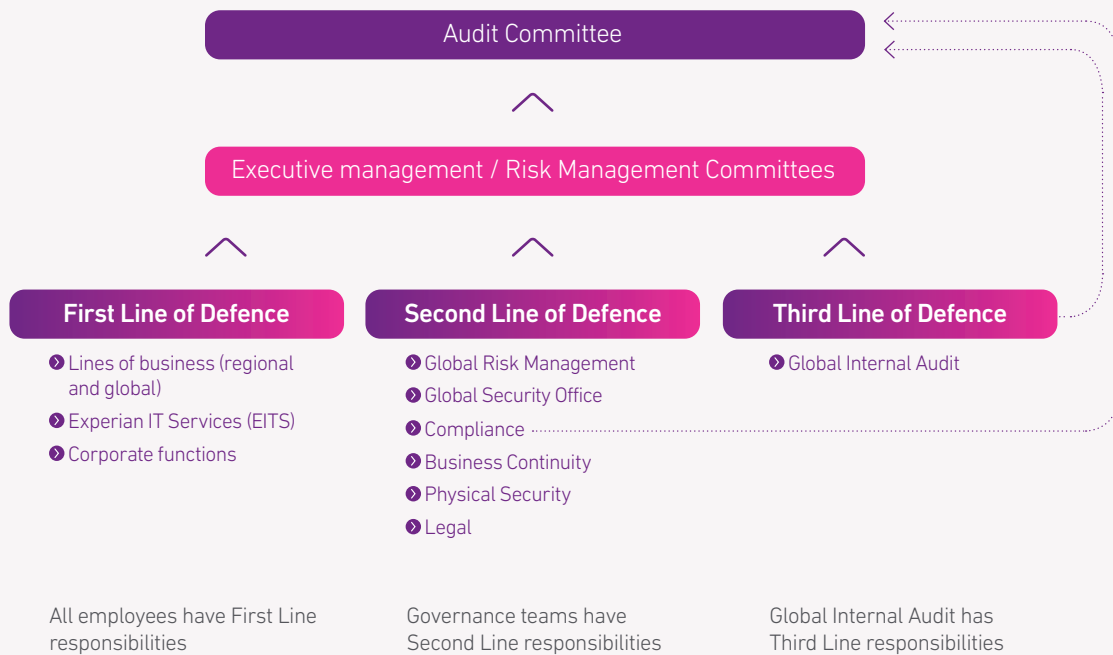 Audit Committee
Executive management / Risk Management Committees
First Line of Defence
Lines of business (regional
and global)
Experian IT Services (EITS)
Corporate functions
All employees have First Line
responsibilities
Second Line of Defence
Global Risk Management
Global Security Office
Compliance
Business Continuity
Physical Security
Legal
Governance teams have
Second Line responsibilities
Third Line of Defence
Global Internal Audit
Global Internal Audit has
Third Line responsibilities